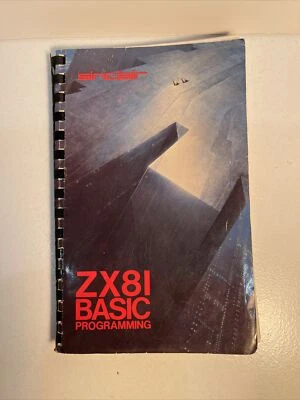 sinclair
ZX81
BASIC
PROGRAMMING